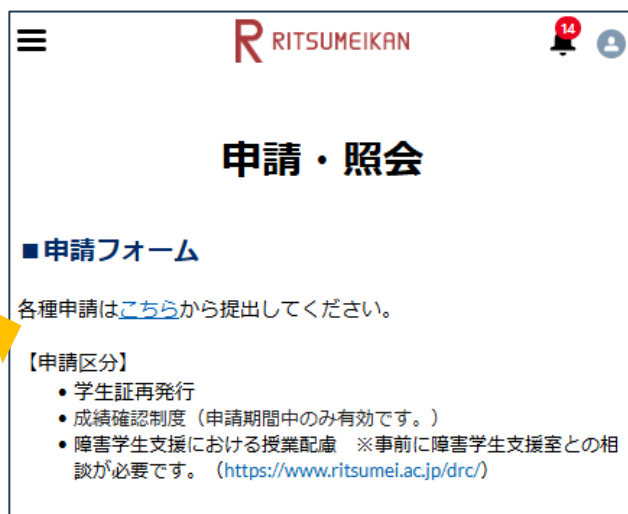 RITSUMEIKAN
14
申請・照会
■申請フォーム
各種申請はこちらから提出してください。
【申請区分】
• 学生証再発行
• 成績確認制度（申請期間中のみ有効です。）
• 障害学生支援における授業配慮　※事前に障害学生支援室との相
談が必要です。（https://www.ritsumei.ac.jp/drc/）